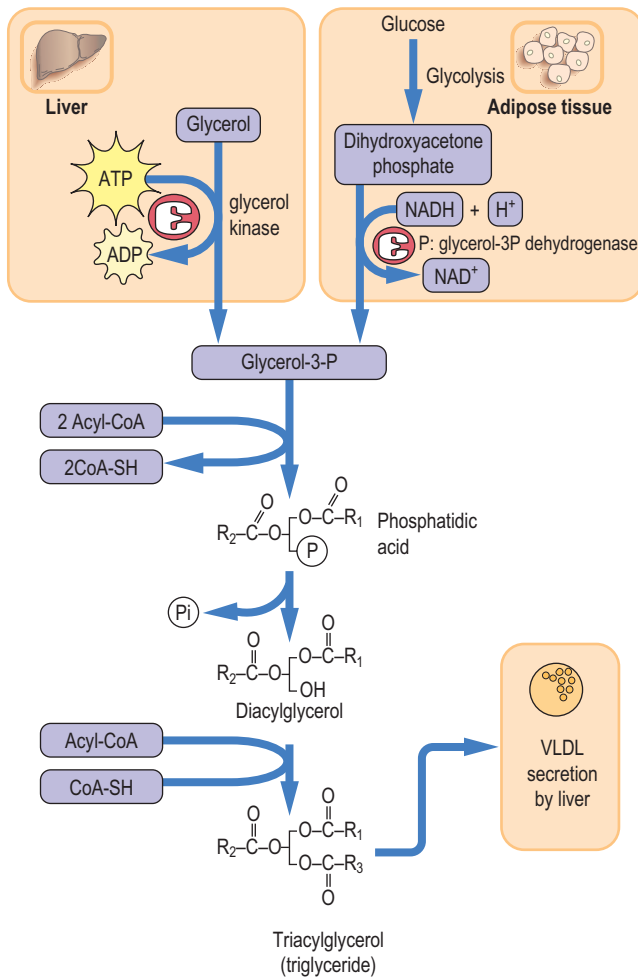 Liver
Glycerol
ATP
E
glycerol
kinase
ADP
Glucose
Glycolysis
Adipose tissue
Dihydroxyacetone
phosphate
NADH + H⁺
E P: glycerol-3P dehydrogenase
NAD⁺
Glycerol-3-P
2 Acyl-CoA
2CoA-SH
O
O
O–C–R₁
R₂–C–O
P
Phosphatidic
acid
Pi
O
O
O–C–R₁
R₂–C–O
OH
Diacylglycerol
Acyl-CoA
CoA-SH
O
O
O–C–R₁
R₂–C–O
O–C–R₃
O
VLDL
secretion
by liver
Triacylglycerol
(triglyceride)